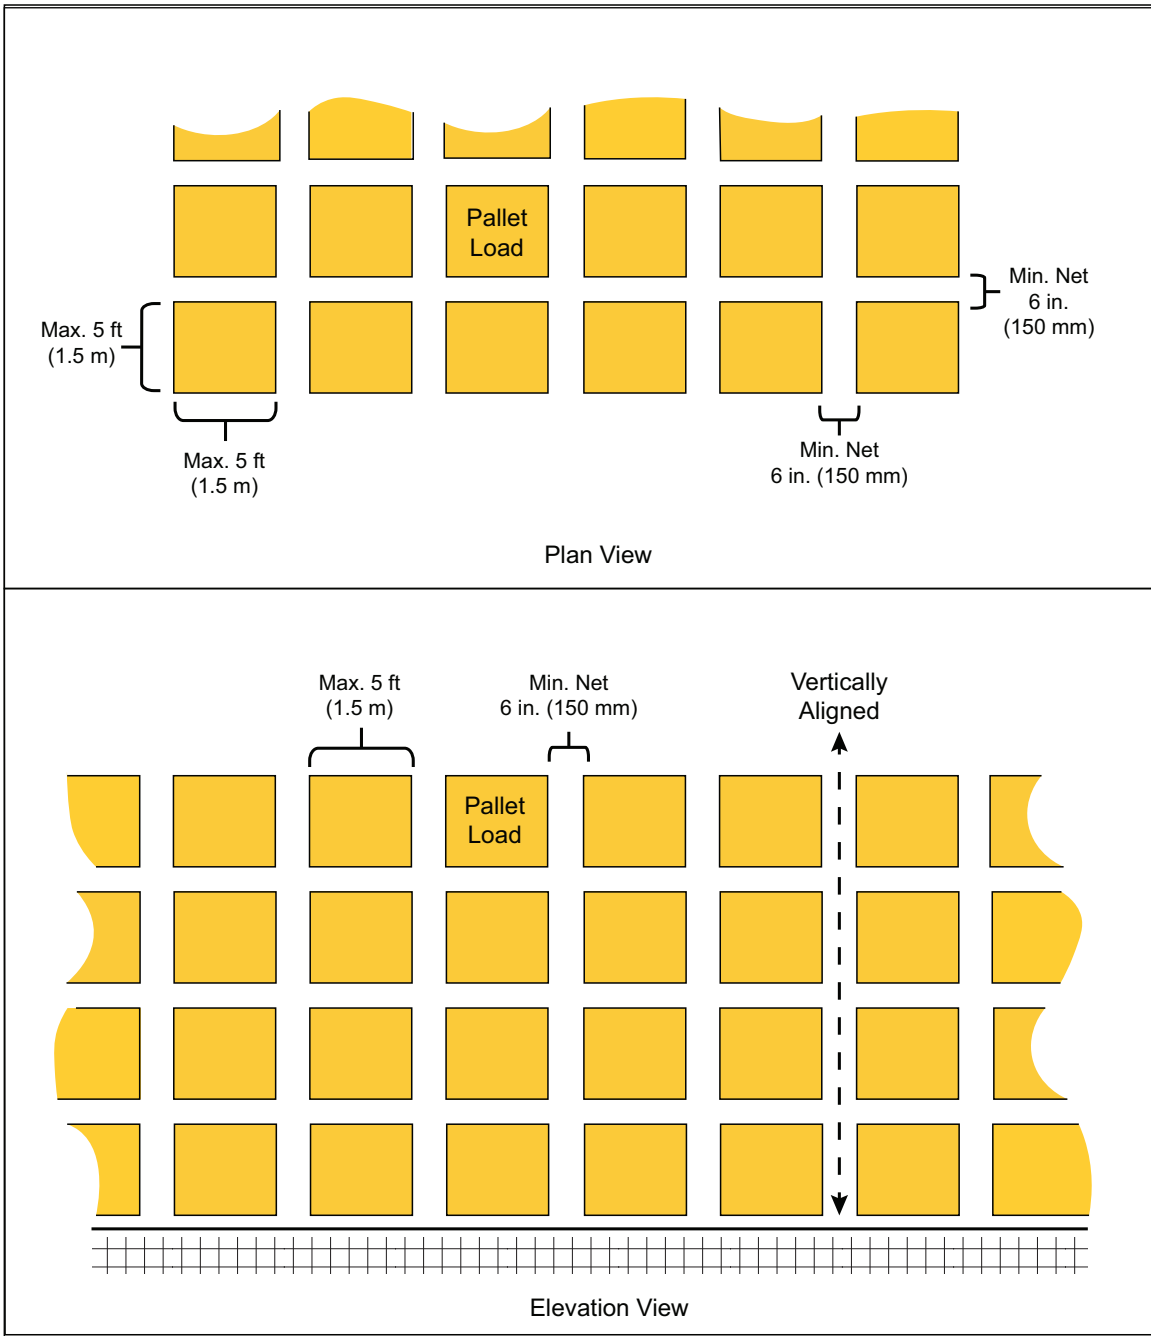 Pallet
Load
Max. 5 ft
(1.5 m)
Min. Net
6 in.
(150 mm)
Max. 5 ft
(1.5 m)
Min. Net
6 in. (150 mm)
Plan View
Max. 5 ft
(1.5 m)
Min. Net
6 in. (150 mm)
Vertically
Aligned
Pallet
Load
Elevation View